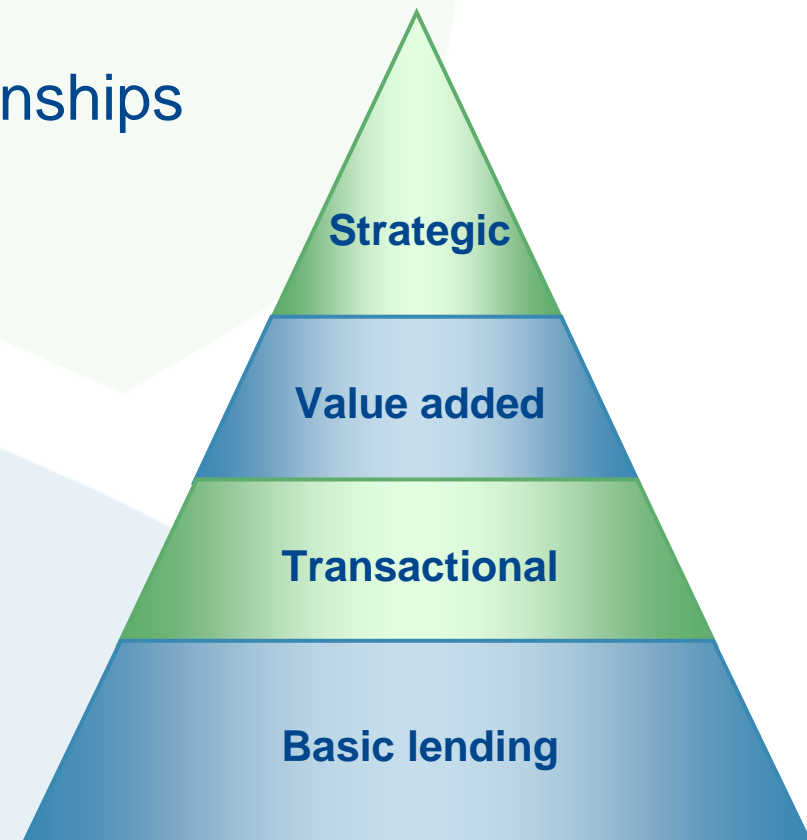 nships
Strategic
Value added
Transactional
Basic lending